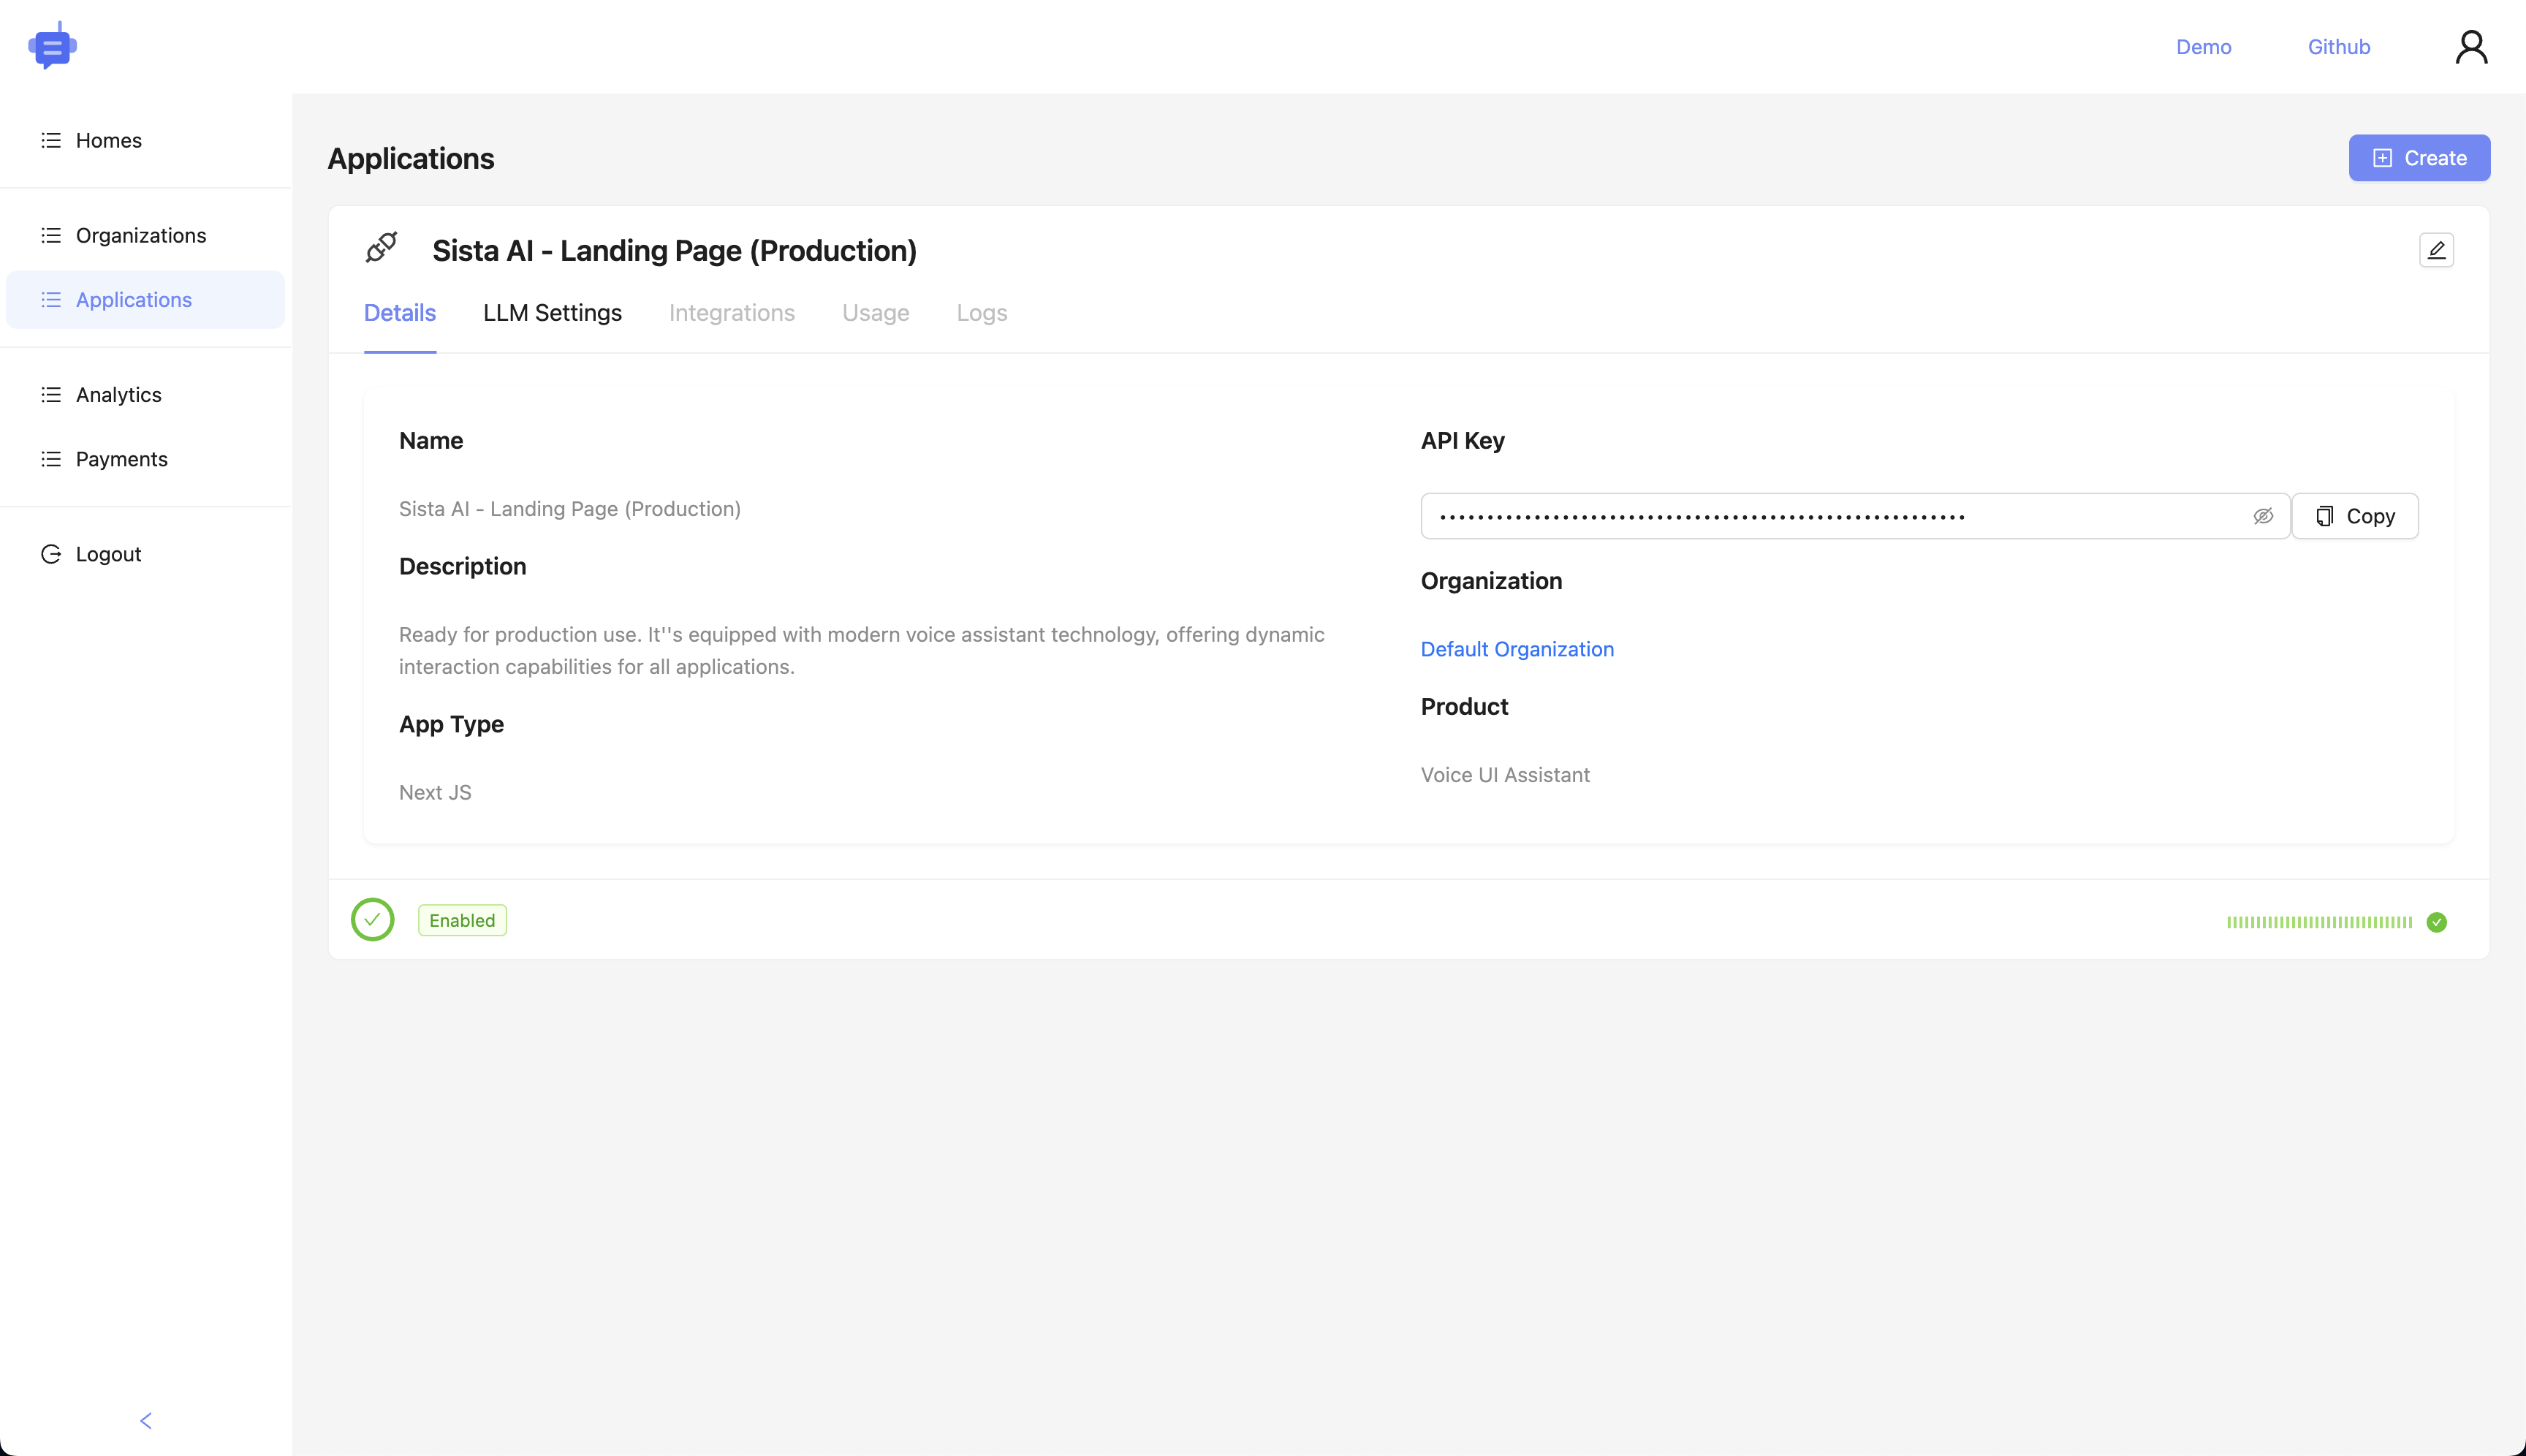 Demo
Github
Homes
Organizations
Applications
Analytics
Payments
Logout
Applications
Create
Sista AI - Landing Page (Production)
Details
LLM Settings
Integrations
Usage
Logs
Name
Sista AI - Landing Page (Production)
Description
Ready for production use. It''s equipped with modern voice assistant technology, offering dynamic
interaction capabilities for all applications.
App Type
Next JS
API Key
Copy
Organization
Default Organization
Product
Voice UI Assistant
Enabled